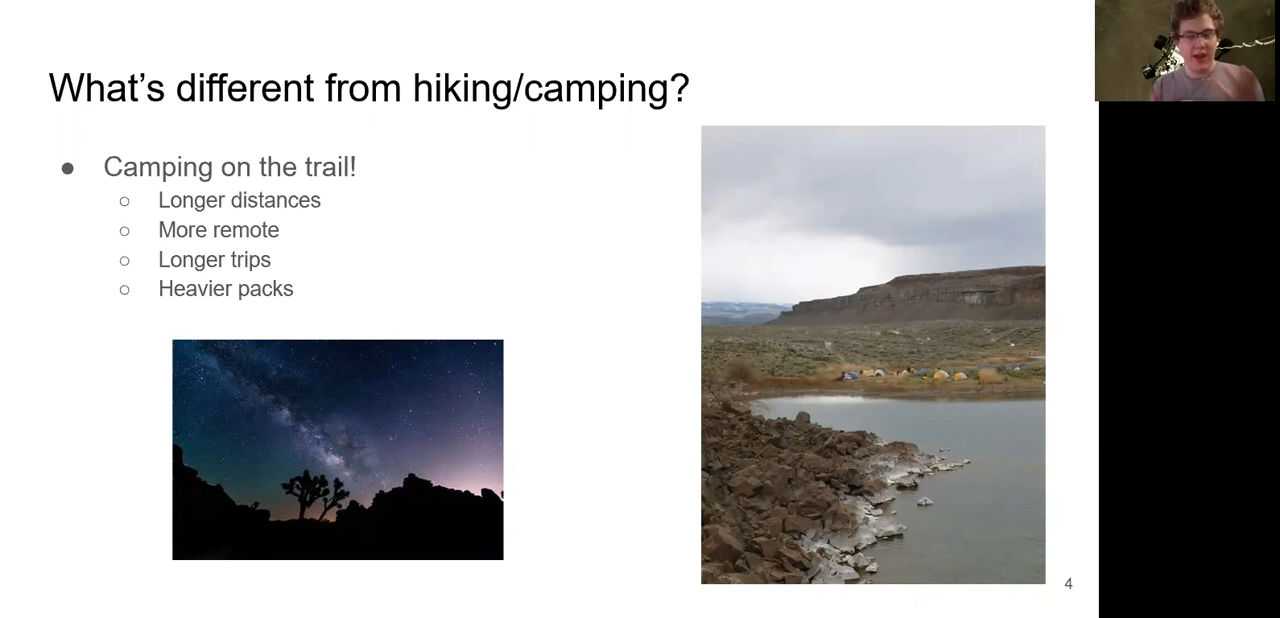 What’s different from hiking/camping?
● Camping on the trail!
○ Longer distances
○ More remote
○ Longer trips
○ Heavier packs
4